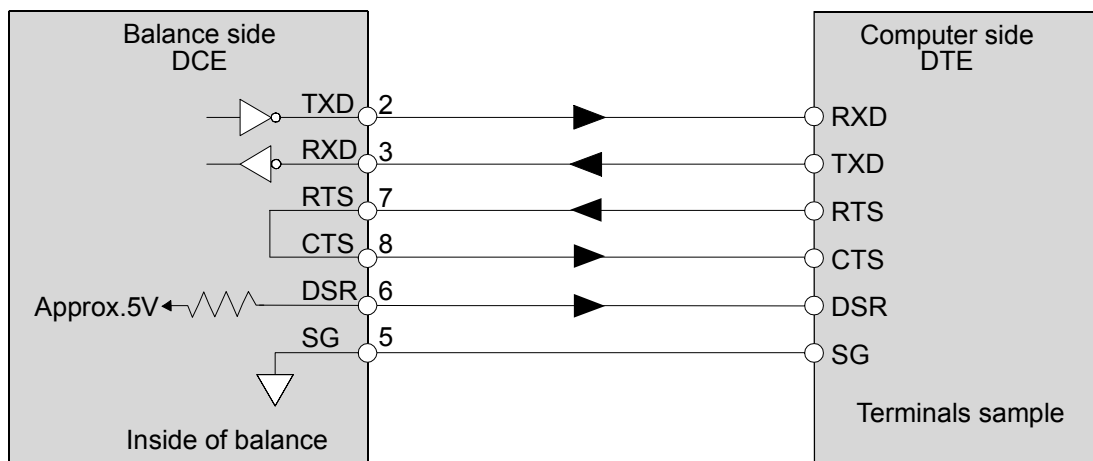 Balance side
DCE
Computer side
DTE
TXD 2 RXD
RXD 3 TXD
RTS 7 RTS
CTS 8 CTS
Approx.5V DSR 6 DSR
SG 5 SG
Inside of balance
Terminals sample